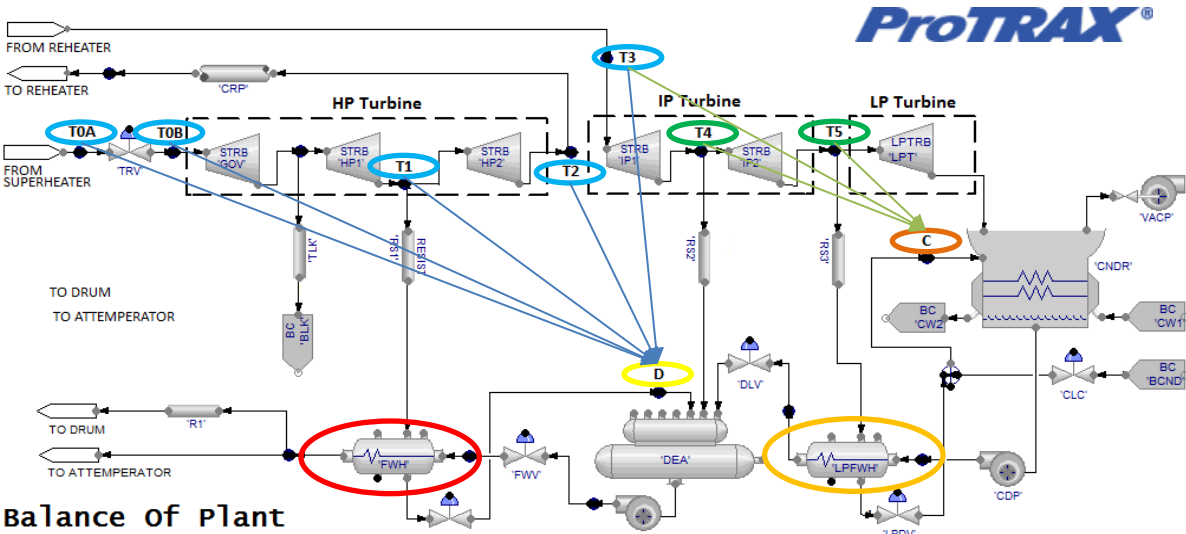 ProTRAX®
FROM REHEATER
TO REHEATER
'CRP'
HP Turbine
T3
IP Turbine
LP Turbine
T0A
T0B
FROM
SUPERHEATER
'TRV'
STRB
'GOV'
STRB
'HP1'
T1
STRB
'HP2'
T2
STRB
'IP1'
T4
STRB
'IP2'
T5
LPTRB
'LPT'
'VACP'
'TLK'
RESIST
'RS1'
'RS2'
'RS3'
C
'CNDR'
TO DRUM
TO ATTEMPERATOR
BC
'BLK'
BC
'CW2'
BC
'CW1'
BC
'BCND'
'CLC'
D
'DLV'
TO DRUM
'R1'
TO ATTEMPERATOR
'FWH'
'FWV'
'DEA'
'LPFWH'
'CDP'
'LPDV'
Balance Of Plant